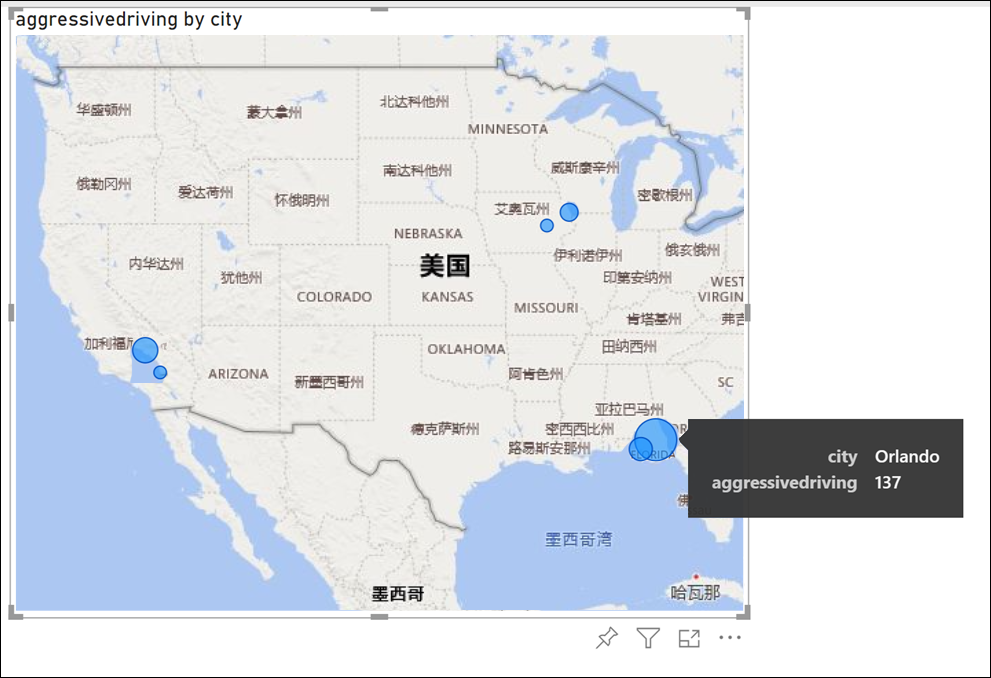 aggressivedriving by city
华盛顿州
蒙大拿州
北达科他州
MINNESOTA
俄勒冈州
爱达荷州
怀俄明州
南达科他州
威斯康辛州
密歇根州
艾奥瓦州
NEBRASKA
内华达州
犹他州
美国
伊利诺伊州
俄亥俄州
印第安纳州
WEST
VIRGIN
COLORADO
KANSAS
MISSOURI
肯塔基州
弗吉
加利福
OKLAHOMA
田纳西州
ARIZONA
新墨西哥州
阿肯色州
SC
亚拉巴马州
德克萨斯州
密西西比州
路易斯安那州
FLORIDA
city Orlando
aggressivedriving 137
佛
墨西哥湾
墨西哥
哈瓦那